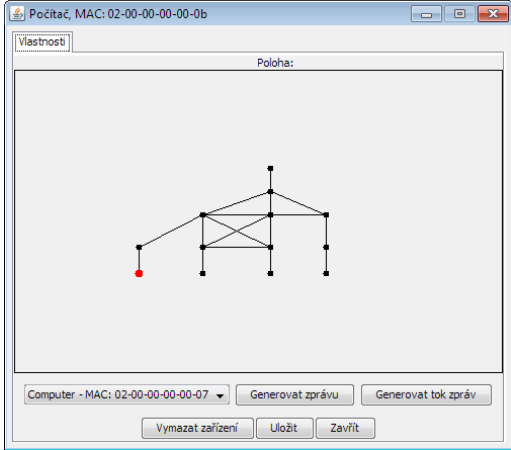 Počítač, MAC: 02-00-00-00-00-0b
Vlastnosti
Poloha:
Computer - MAC: 02-00-00-00-00-07 Generovat zprávu Generovat tok zpráv
Vymazat zařízení Uložit Zavřít